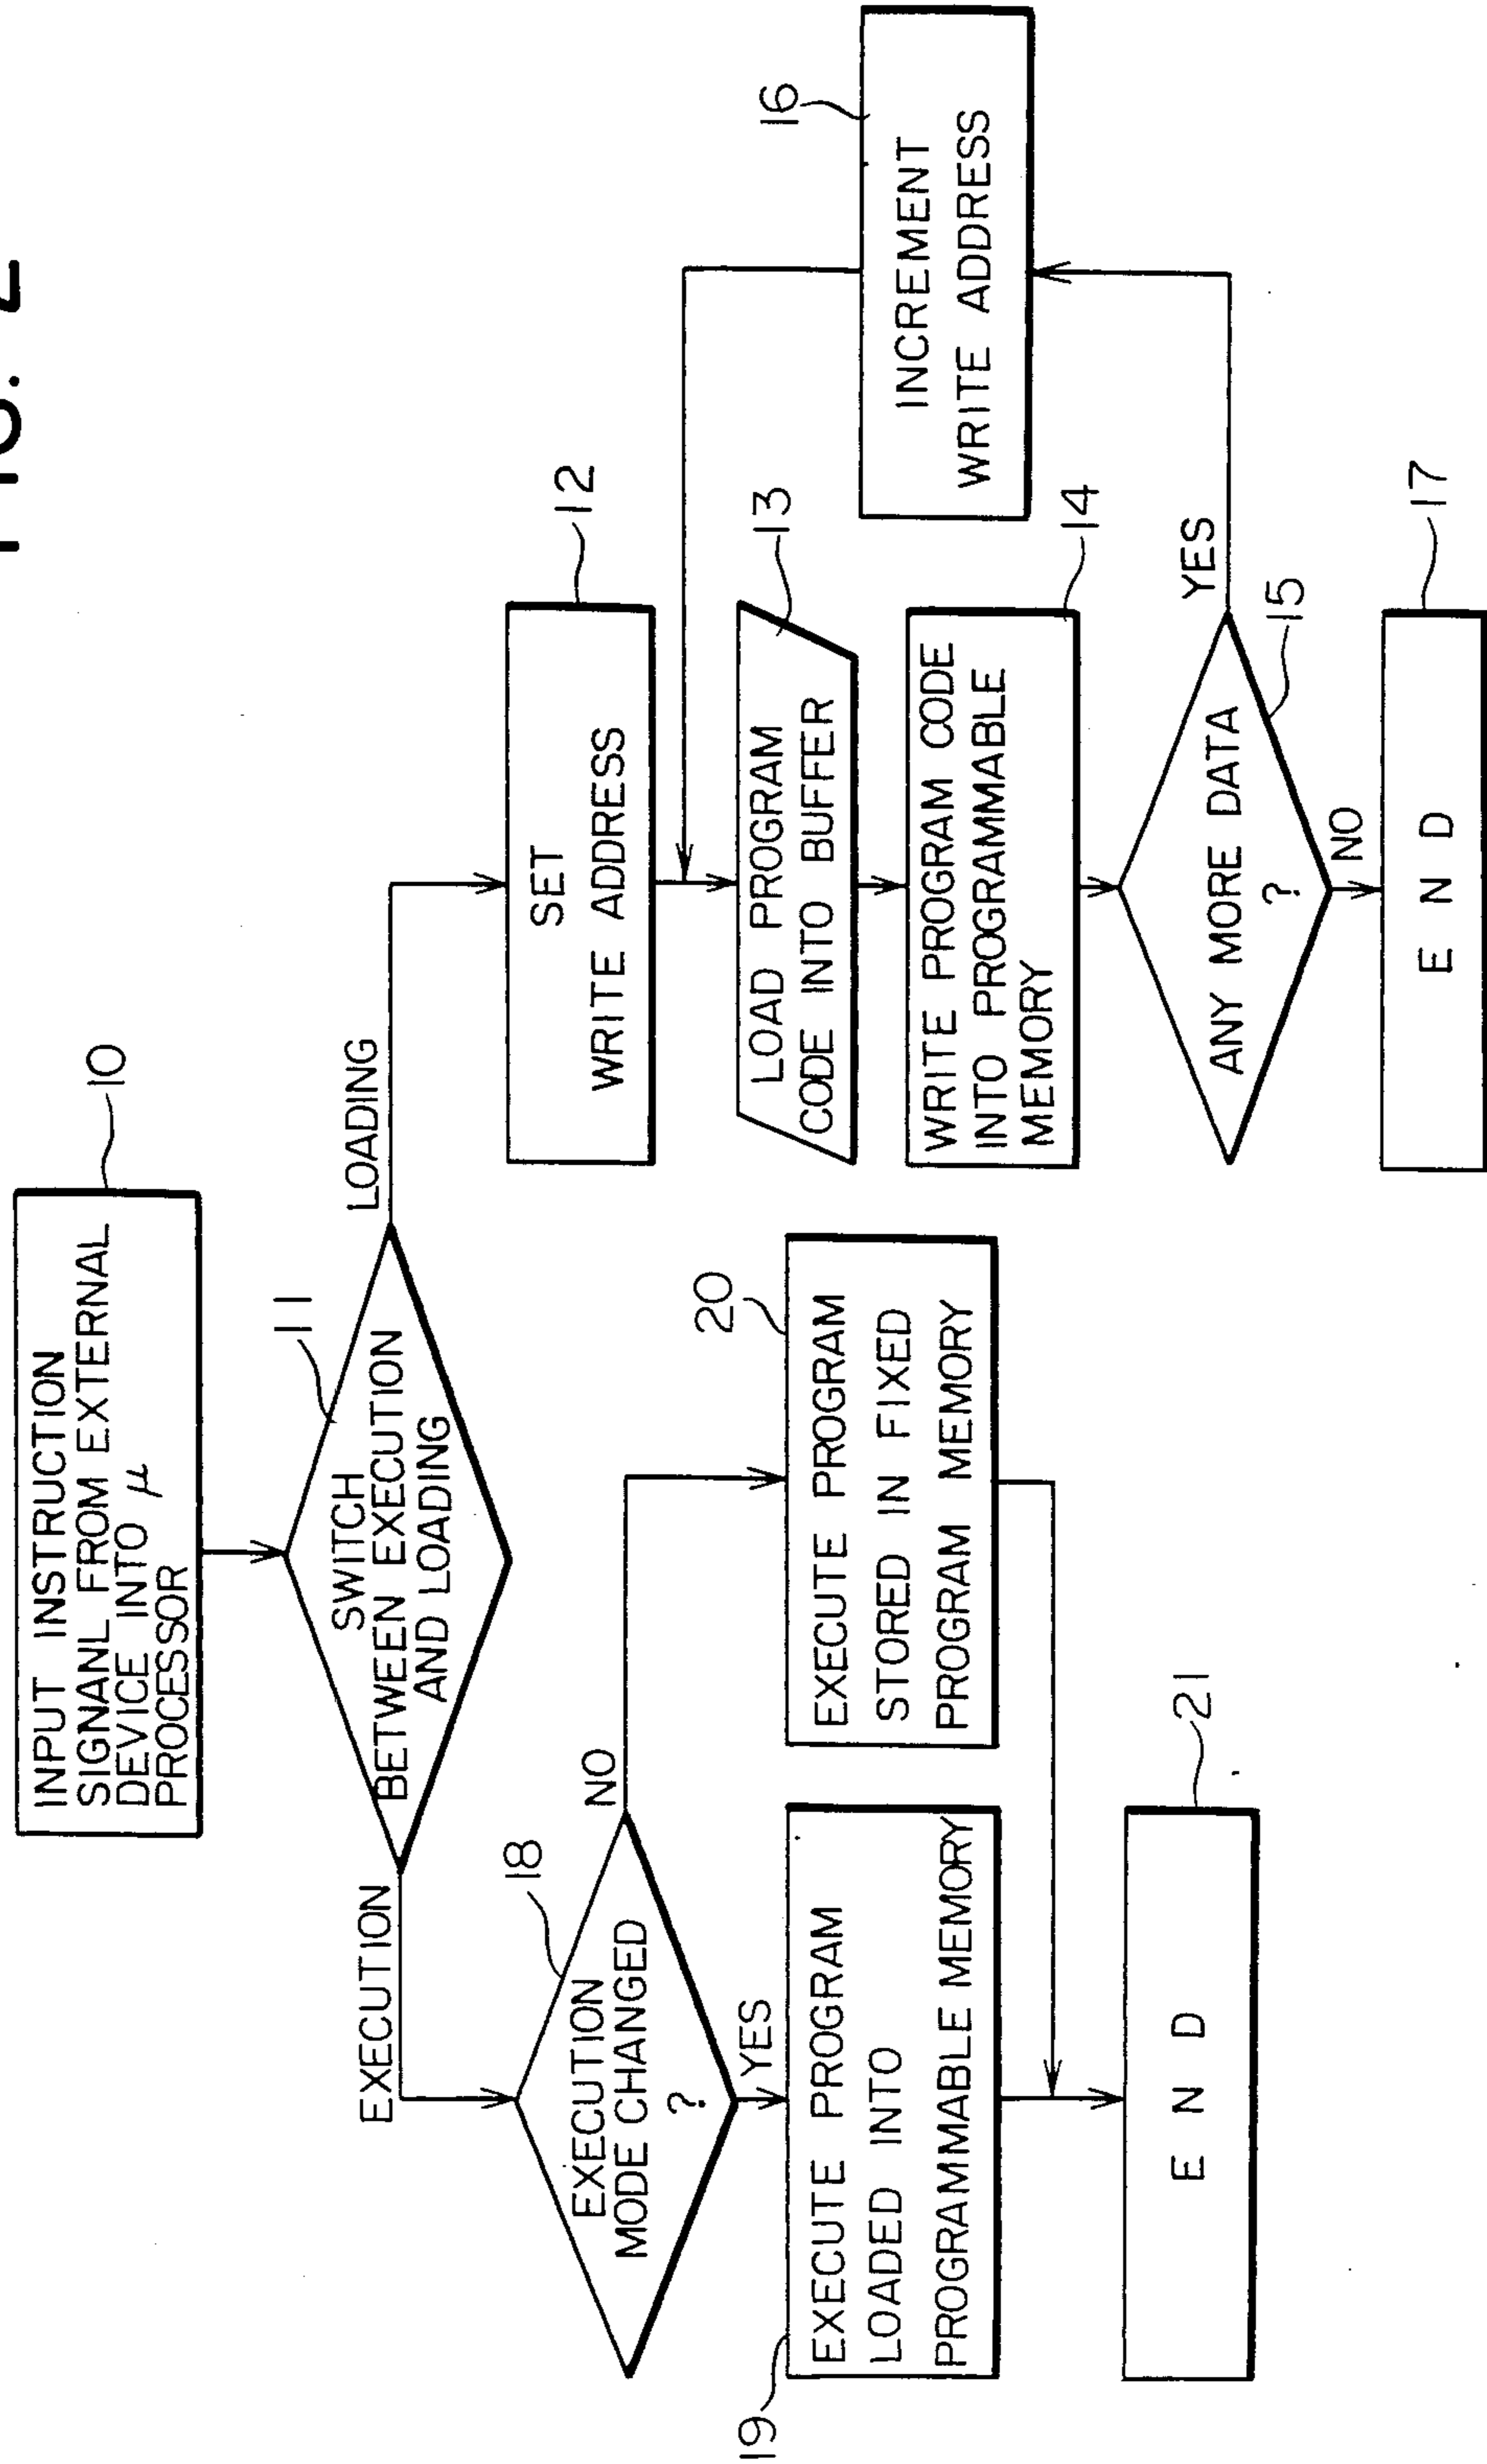 FIG. 2
INPUT INSTRUCTION
SIGNANL FROM EXTERNAL
DEVICE INTO μ
PROCESSOR
10
SWITCH
BETWEEN EXECUTION
AND LOADING
11
EXECUTION
LOADING
EXECUTION
MODE CHANGED
?
18
NO
YES
EXECUTE PROGRAM
LOADED INTO
PROGRAMMABLE MEMORY
19
EXECUTE PROGRAM
STORED IN FIXED
PROGRAM MEMORY
20
END
21
SET
WRITE ADDRESS
12
LOAD PROGRAM
CODE INTO BUFFER
13
WRITE PROGRAM CODE
INTO PROGRAMMABLE
MEMORY
14
ANY MORE DATA
?
15
YES
NO
INCREMENT
WRITE ADDRESS
16
END
17